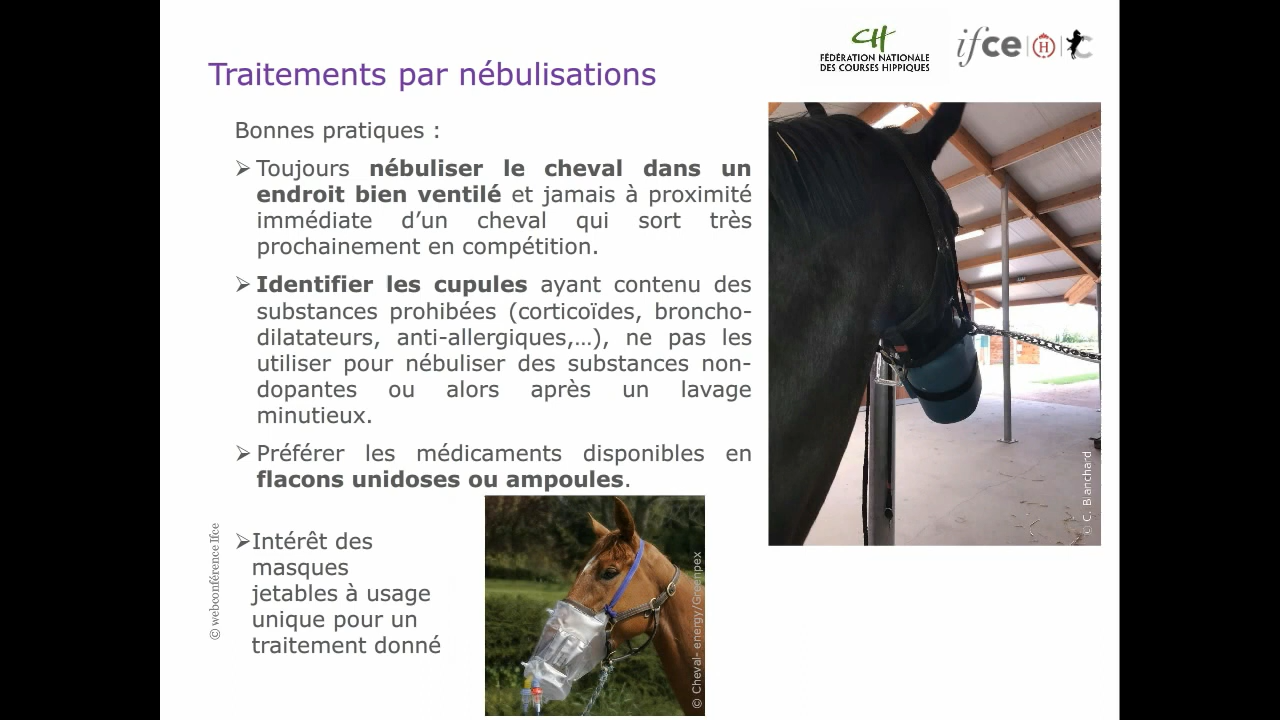 FÉDÉRATION NATIONALE
DES COURSES HIPPIQUES
ifce
H
Traitements par nébulisations
Bonnes pratiques :
Toujours nébuliser le cheval dans un
endroit bien ventilé et jamais à proximité
immédiate d'un cheval qui sort très
prochainement en compétition.
Identifier les cupules ayant contenu des
substances prohibées (corticoïdes, broncho-
dilatateurs, anti-allergiques,…), ne pas les
utiliser pour nébuliser des substances non-
dopantes ou alors après un lavage
minutieux.
Préférer les médicaments disponibles en
flacons unidoses ou ampoules.
Intérêt des
masques
jetables à usage
unique pour un
traitement donné
© webconférence Ifce
© Cheval- energy/Greenpex
© C. Blanchard